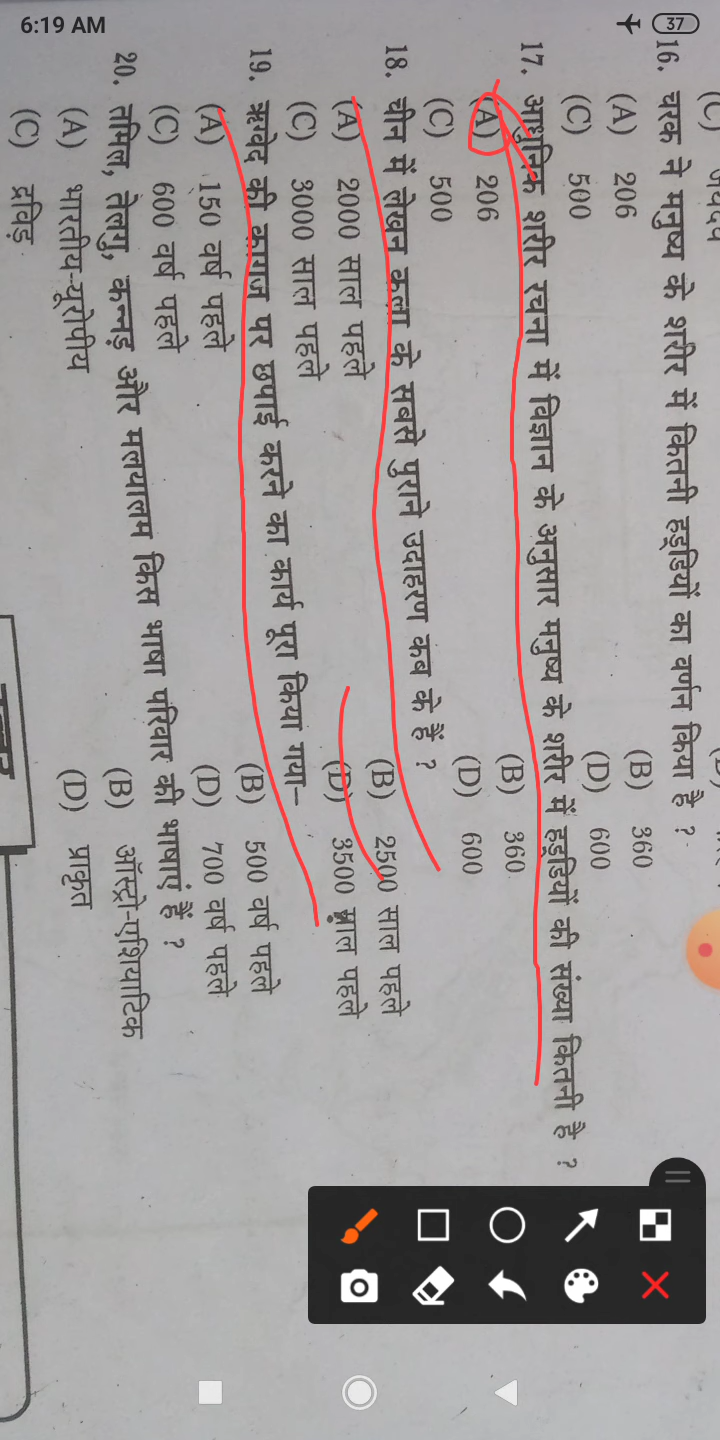 6:19 AM
37
(C) जयदेव
16. चरक ने मनुष्य के शरीर में कितनी हड्डियों का वर्णन किया है ?
(A) 206 (B) 360
(C) 500 (D) 600
17. आधुनिक शरीर रचना में विज्ञान के अनुसार मनुष्य के शरीर में हड्डियों की संख्या कितनी है ?
(A) 206 (B) 360
(C) 500 (D) 600
18. चीन में लेखन कला के सबसे पुराने उदाहरण कब के हैं ?
(A) 2000 साल पहले (B) 2500 साल पहले
(C) 3000 साल पहले (D) 3500 साल पहले
19. ऋग्वेद की कागज पर छपाई करने का कार्य पूरा किया गया–
(A) 150 वर्ष पहले (B) 500 वर्ष पहले
(C) 600 वर्ष पहले (D) 700 वर्ष पहले
20. तमिल, तेलगु, कन्नड़ और मलयालम किस भाषा परिवार की भाषाएं हैं ?
(A) भारतीय-यूरोपीय (B) ऑस्ट्रो-एशियाटिक
(C) द्रविड़ (D) प्राकृत